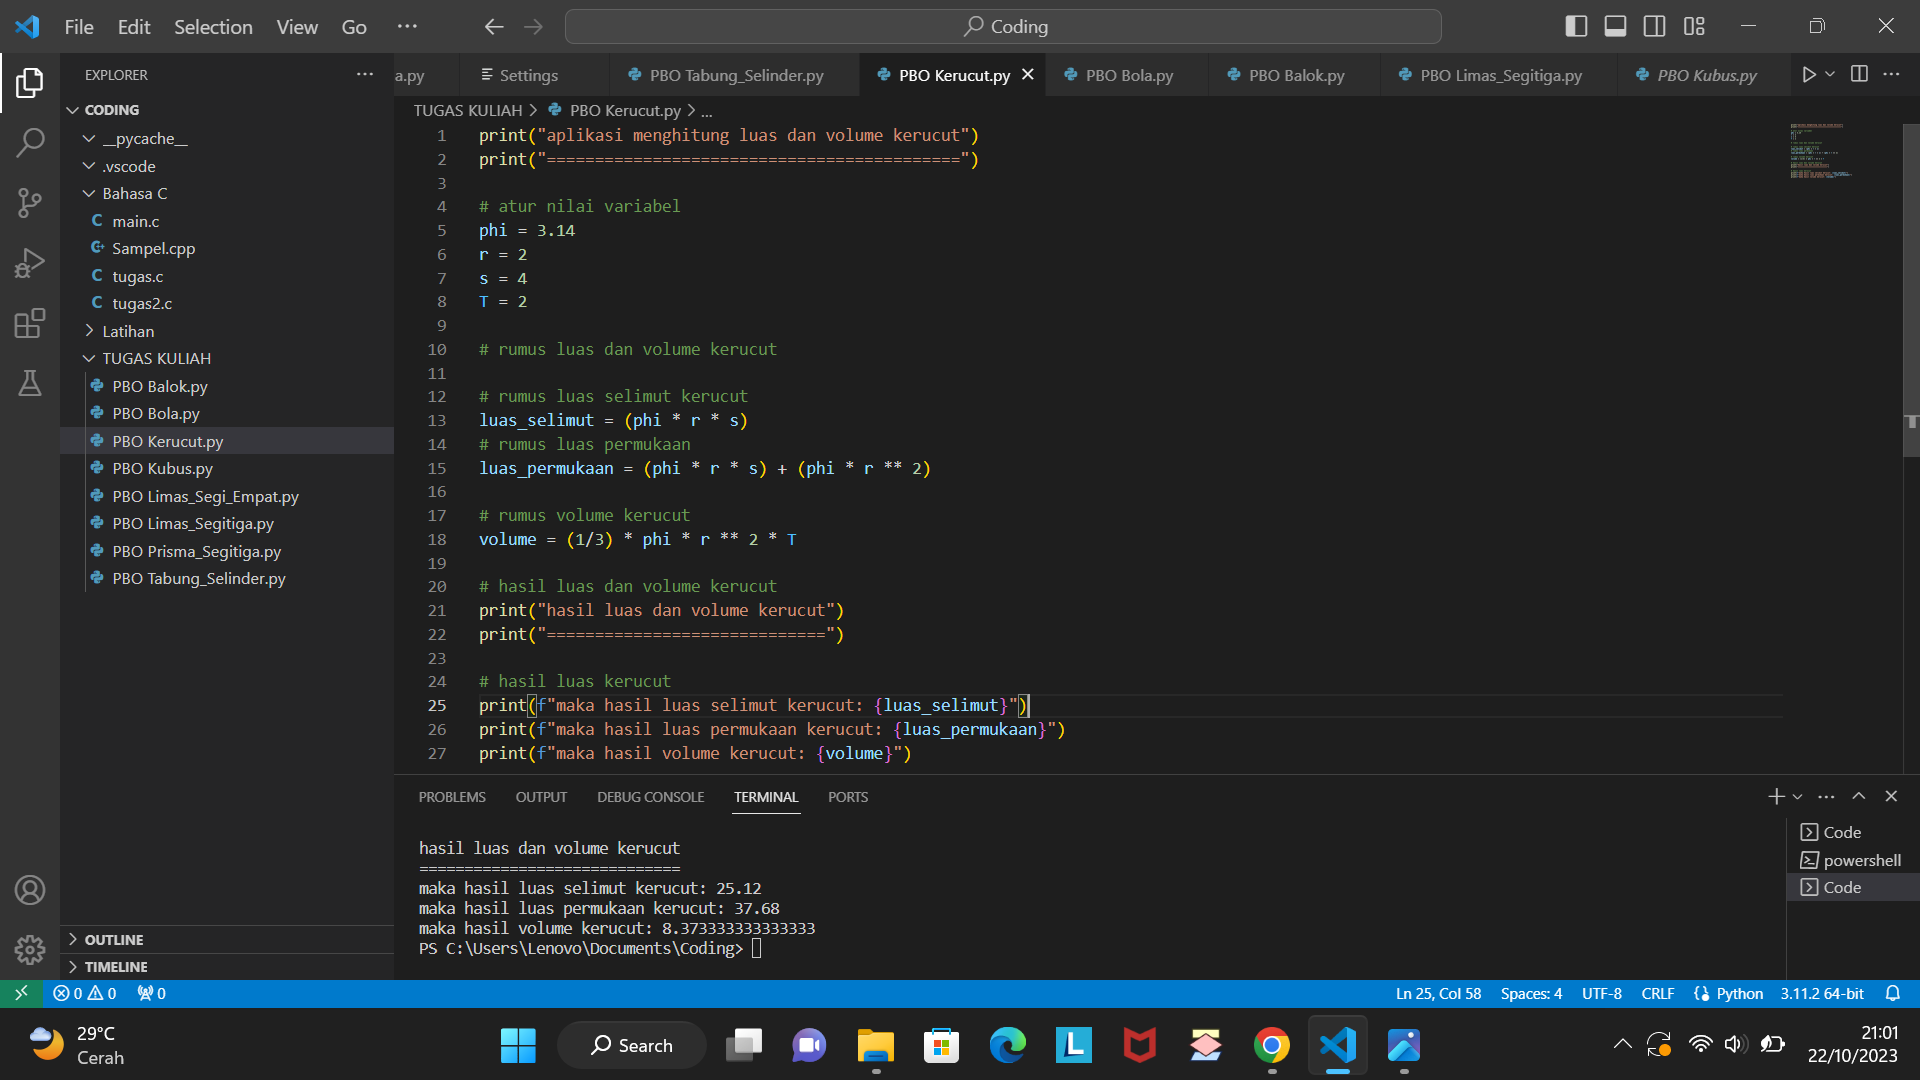 File Edit Selection View Go ··· Coding
EXPLORER ···
CODING
__pycache__
.vscode
Bahasa C
C main.c
Sampel.cpp
C tugas.c
C tugas2.c
Latihan
TUGAS KULIAH
PBO Balok.py
PBO Bola.py
PBO Kerucut.py
PBO Kubus.py
PBO Limas_Segi_Empat.py
PBO Limas_Segitiga.py
PBO Prisma_Segitiga.py
PBO Tabung_Selinder.py
OUTLINE
TIMELINE
a.py Settings PBO Tabung_Selinder.py PBO Kerucut.py PBO Bola.py PBO Balok.py PBO Limas_Segitiga.py PBO Kubus.py
TUGAS KULIAH > PBO Kerucut.py > ...
1 print("aplikasi menghitung luas dan volume kerucut")
2 print("===========================================")
3
4 # atur nilai variabel
5 phi = 3.14
6 r = 2
7 s = 4
8 T = 2
9
10 # rumus luas dan volume kerucut
11
12 # rumus luas selimut kerucut
13 luas_selimut = (phi * r * s)
14 # rumus luas permukaan
15 luas_permukaan = (phi * r * s) + (phi * r ** 2)
16
17 # rumus volume kerucut
18 volume = (1/3) * phi * r ** 2 * T
19
20 # hasil luas dan volume kerucut
21 print("hasil luas dan volume kerucut")
22 print("=============================")
23
24 # hasil luas kerucut
25 print(f"maka hasil luas selimut kerucut: {luas_selimut}")
26 print(f"maka hasil luas permukaan kerucut: {luas_permukaan}")
27 print(f"maka hasil volume kerucut: {volume}")
PROBLEMS OUTPUT DEBUG CONSOLE TERMINAL PORTS
hasil luas dan volume kerucut
=============================
maka hasil luas selimut kerucut: 25.12
maka hasil luas permukaan kerucut: 37.68
maka hasil volume kerucut: 8.373333333333333
PS C:\Users\Lenovo\Documents\Coding>
Code
powershell
Code
0 0 0 Ln 25, Col 58 Spaces: 4 UTF-8 CRLF Python 3.11.2 64-bit
29°C
Cerah
Search
L
21:01
22/10/2023